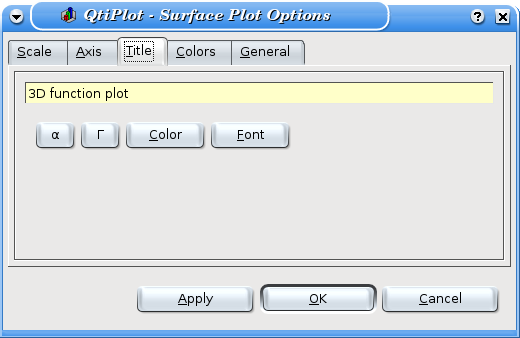 QtiPlot - Surface Plot Options
Scale Axis Title Colors General
3D function plot
α Γ Color Font
Apply OK Cancel